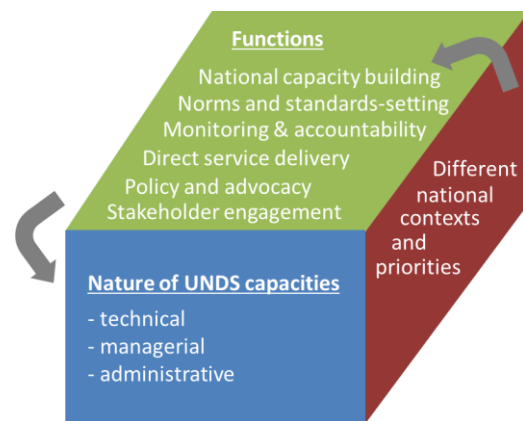 Functions
National capacity building
Norms and standards-setting
Monitoring & accountability
Direct service delivery
Policy and advocacy
Stakeholder engagement
Different
national
contexts
and
priorities
Nature of UNDS capacities
- technical
- managerial
- administrative